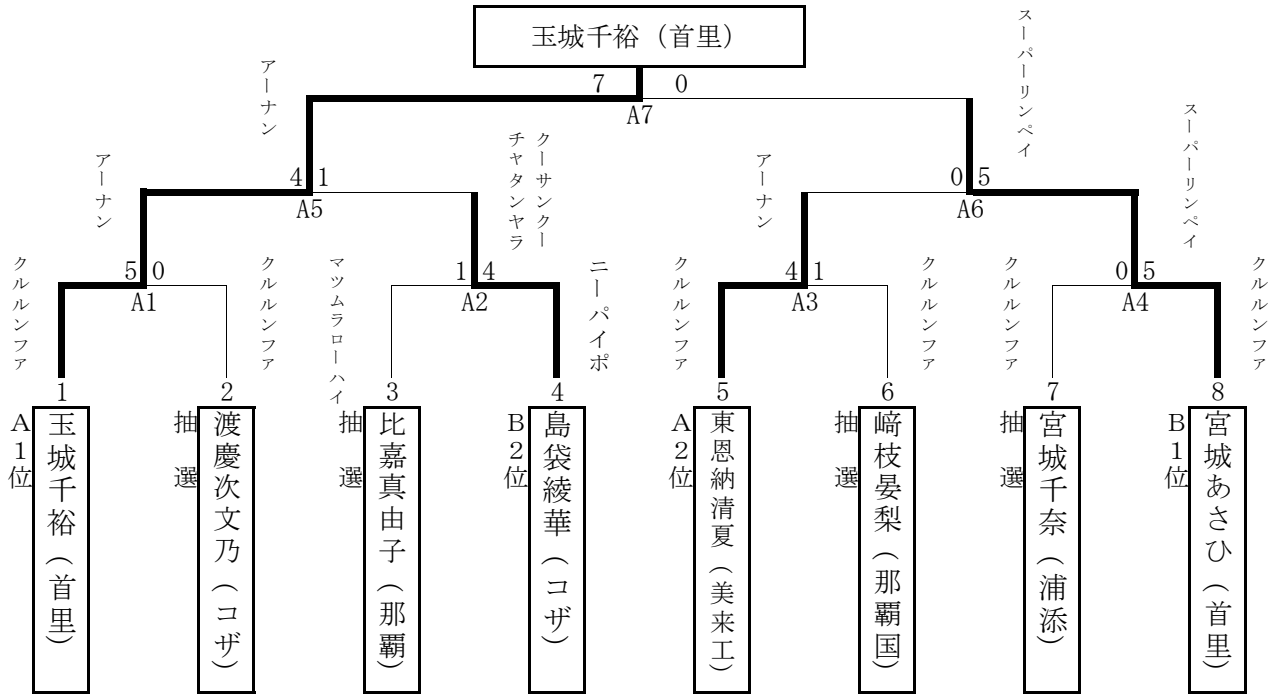 玉城千裕（首里）
スーパーリンペイ
アーナン
7 0
A7
スーパーリンペイ
アーナン
クーサンクー
チャタンヤラ
アーナン
4 1
A5
0 5
A6
クルルンファ
5 0
A1
クルルンファ
マツムラローハイ
1 4
A2
ニーパイポ
クルルンファ
4 1
A3
クルルンファ
クルルンファ
0 5
A4
クルルンファ
1 2 3 4 5 6 7 8
A1位
玉城千裕（首里）
抽選
渡慶次文乃（コザ）
抽選
比嘉真由子（那覇）
B2位
島袋綾華（コザ）
A2位
東恩納清夏（美来工）
抽選
﨑枝晏梨（那覇国）
抽選
宮城千奈（浦添）
B1位
宮城あさひ（首里）